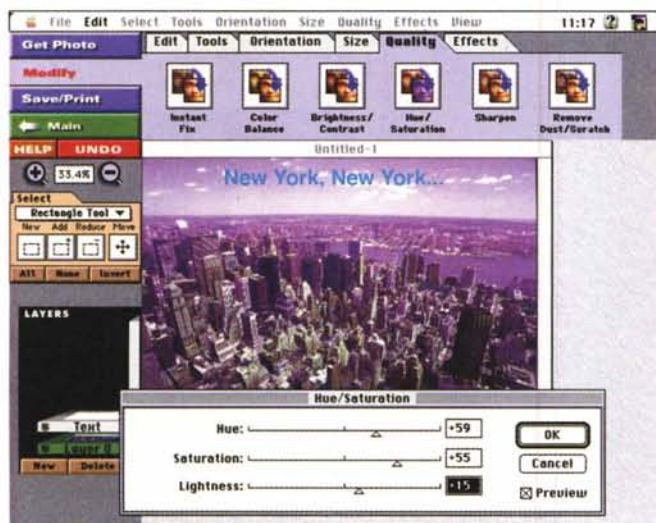 File Edit Select Tools Orientation Size Quality Effects View 11:17
Get Photo
Modify
Save/Print
Main
HELP UNDO
33.4%
Select
Rectangle Tool
New Add Reduce Move
All None Invert
LAYERS
Text
Layer 0
New Delete
Edit Tools Orientation Size Quality Effects
Instant Fix
Color Balance
Brightness/ Contrast
Hue/ Saturation
Sharpen
Remove Dust/Scratch
Untitled-1
New York, New York...
Hue/Saturation
Hue: +59
Saturation: +55
Lightness: +15
OK
Cancel
Preview